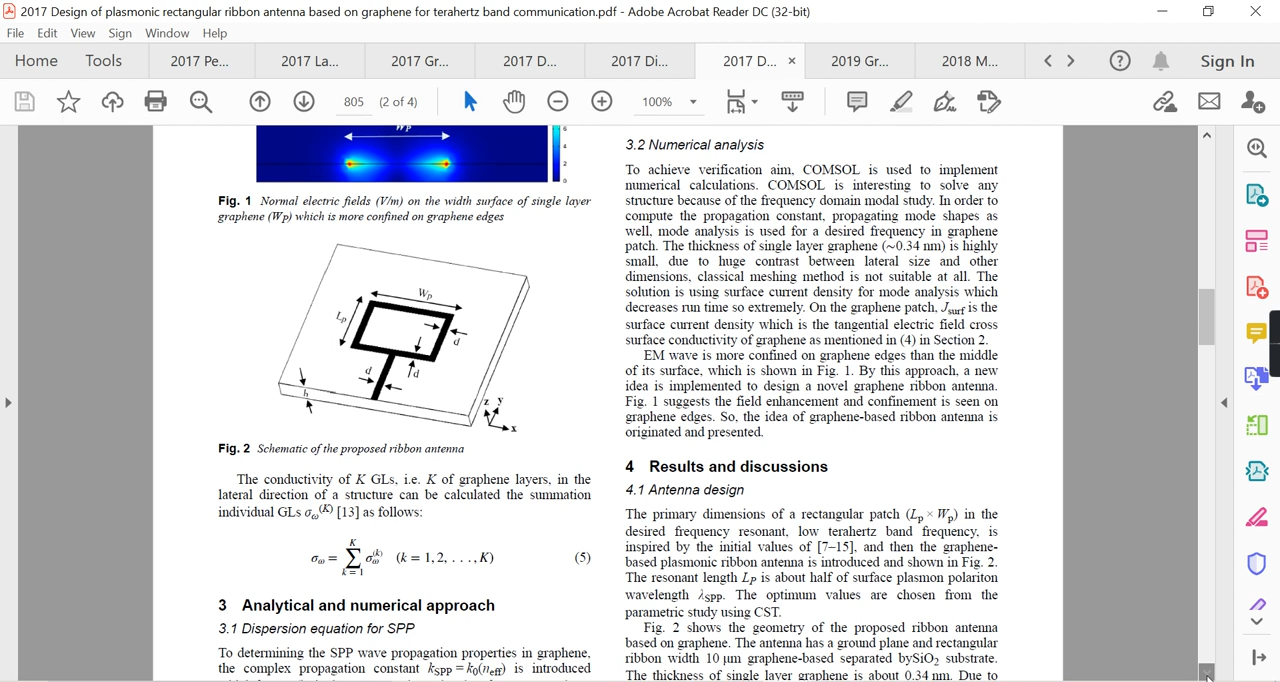 2017 Design of plasmonic rectangular ribbon antenna based on graphene for terahertz band communication.pdf - Adobe Acrobat Reader DC (32-bit)
File Edit View Sign Window Help
Home Tools 2017 Pe... 2017 La... 2017 Gr... 2017 D... 2017 Di... 2017 D... × 2019 Gr... 2018 M... Sign In
805 (2 of 4) 100%
6
4
2
0
Fig. 1 Normal electric fields (V/m) on the width surface of single layer
graphene (Wp) which is more confined on graphene edges
Wp
Lp
d
d
d
h
z y
x
Fig. 2 Schematic of the proposed ribbon antenna
The conductivity of K GLs, i.e. K of graphene layers, in the
lateral direction of a structure can be calculated the summation
individual GLs σω(K) [13] as follows:
σω = K∑k=1 σω(k) (k = 1, 2, . . . , K) (5)
3 Analytical and numerical approach
3.1 Dispersion equation for SPP
To determining the SPP wave propagation properties in graphene,
the complex propagation constant kSPP = k0(neff) is introduced
3.2 Numerical analysis
To achieve verification aim, COMSOL is used to implement
numerical calculations. COMSOL is interesting to solve any
structure because of the frequency domain modal study. In order to
compute the propagation constant, propagating mode shapes as
well, mode analysis is used for a desired frequency in graphene
patch. The thickness of single layer graphene (∼0.34 nm) is highly
small, due to huge contrast between lateral size and other
dimensions, classical meshing method is not suitable at all. The
solution is using surface current density for mode analysis which
decreases run time so extremely. On the graphene patch, Jsurf is the
surface current density which is the tangential electric field cross
surface conductivity of graphene as mentioned in (4) in Section 2.
EM wave is more confined on graphene edges than the middle
of its surface, which is shown in Fig. 1. By this approach, a new
idea is implemented to design a novel graphene ribbon antenna.
Fig. 1 suggests the field enhancement and confinement is seen on
graphene edges. So, the idea of graphene-based ribbon antenna is
originated and presented.
4 Results and discussions
4.1 Antenna design
The primary dimensions of a rectangular patch (Lp × Wp) in the
desired frequency resonant, low terahertz band frequency, is
inspired by the initial values of [7–15], and then the graphene-
based plasmonic ribbon antenna is introduced and shown in Fig. 2.
The resonant length LP is about half of surface plasmon polariton
wavelength λSPP. The optimum values are chosen from the
parametric study using CST.
Fig. 2 shows the geometry of the proposed ribbon antenna
based on graphene. The antenna has a ground plane and rectangular
ribbon width 10 μm graphene-based separated bySiO2 substrate.
The thickness of single layer graphene is about 0.34 nm. Due to